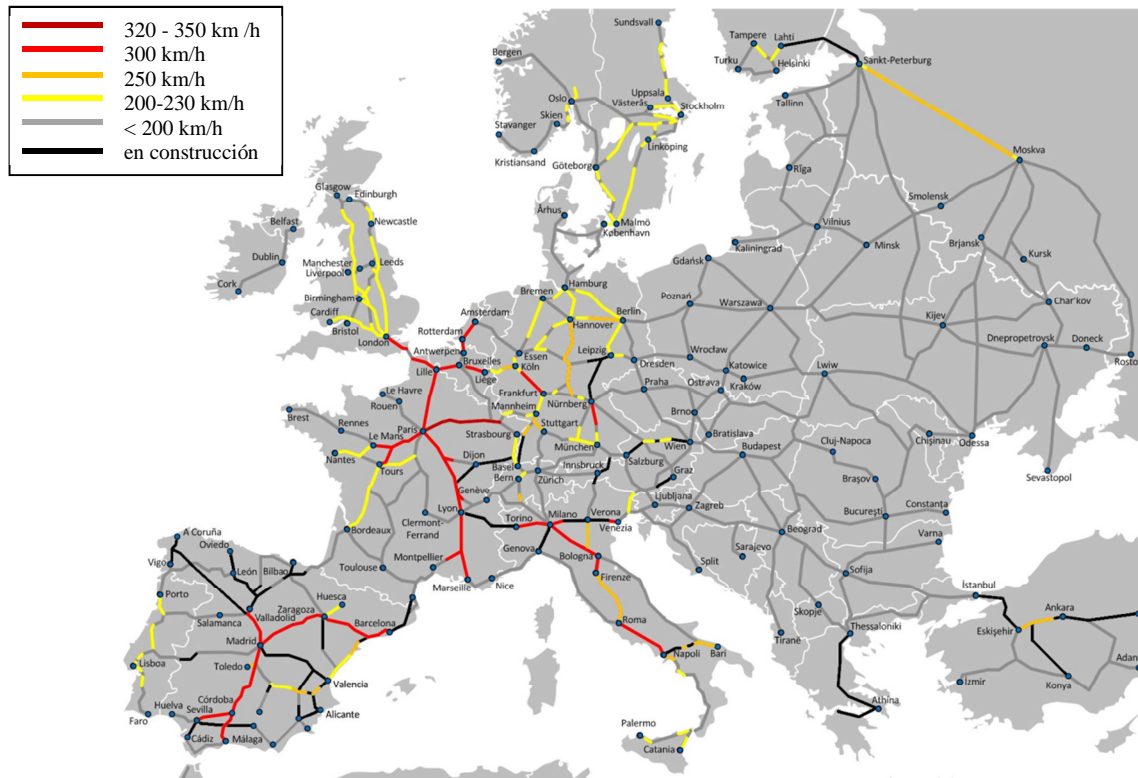 320 - 350 km /h
300 km/h
250 km/h
200-230 km/h
< 200 km/h
en construcción
Sundsvall
Bergen
Tampere
Lahti
Turku
Helsinki
Sankt-Peterburg
Oslo
Uppsala
Västerås
Stockholm
Skien
Tallinn
Stavanger
Kristiansand
Linköping
Göteborg
Moskva
Rīga
Glasgow
Edinburgh
Smolensk
Belfast
Newcastle
Århus
Malmö
København
Vilnius
Minsk
Brjansk
Kursk
Kaliningrad
Dublin
Manchester
Leeds
Liverpool
Gdańsk
Cork
Hamburg
Bremen
Birmingham
Poznań
Warszawa
Char'kov
Cardiff
Bristol
Amsterdam
Hannover
Berlin
Kijev
London
Rotterdam
Antwerpen
Essen
Leipzig
Dnepropetrovsk
Doneck
Bruxelles
Köln
Dresden
Wrocław
Rosto
Lille
Liège
Katowice
Lwiw
Le Havre
Frankfurt
Praha
Ostrava
Kraków
Rouen
Mannheim
Nürnberg
Brest
Rennes
Paris
Stuttgart
Brno
Le Mans
Strasbourg
Bratislava
Chișinau
Odessa
Nantes
Tours
Dijon
München
Wien
Budapest
Cluj-Napoca
Basel
Salzburg
Bern
Zürich
Innsbruck
Graz
Sevastopol
Genève
Brașov
Ljubljana
Zagreb
Lyon
Clermont-
Ferrand
Torino
Milano
Verona
Venezia
București
Constanța
Bordeaux
Beograd
A Coruña
Oviedo
Genova
Bologna
Varna
Montpellier
Sarajevo
Vigo
León
Bilbao
Toulouse
Nice
Firenze
Split
Marseille
Sofija
Porto
Huesca
İstanbul
Zaragoza
Skopje
Ankara
Salamanca
Valladolid
Barcelona
Roma
Eskişehir
Madrid
Tiranë
Thessaloniki
Lisboa
Toledo
Napoli
Bari
Adan
Valencia
İzmir
Konya
Córdoba
Huelva
Sevilla
Alicante
Athína
Faro
Palermo
Cádiz
Málaga
Catania